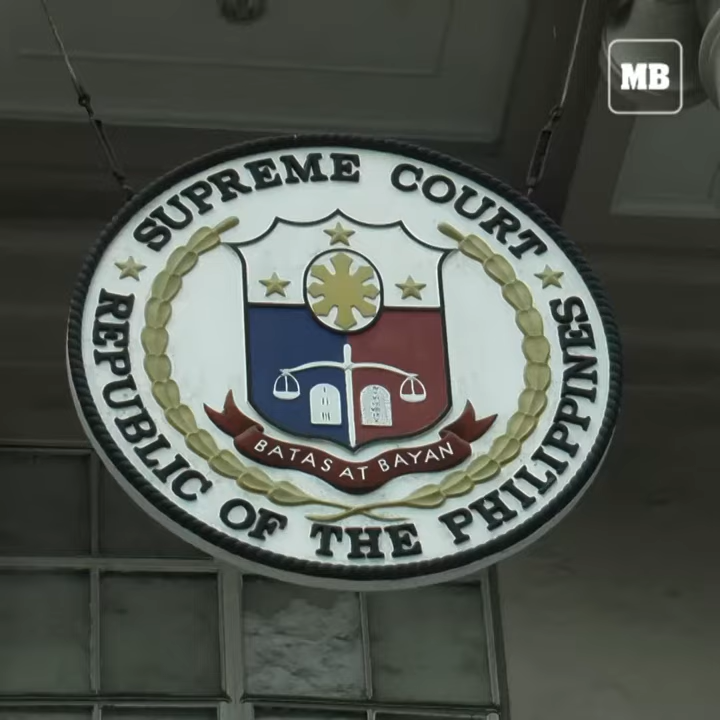 MB
SUPREME COURT
REPUBLIC OF THE PHILIPPINES
BATAS AT BAYAN